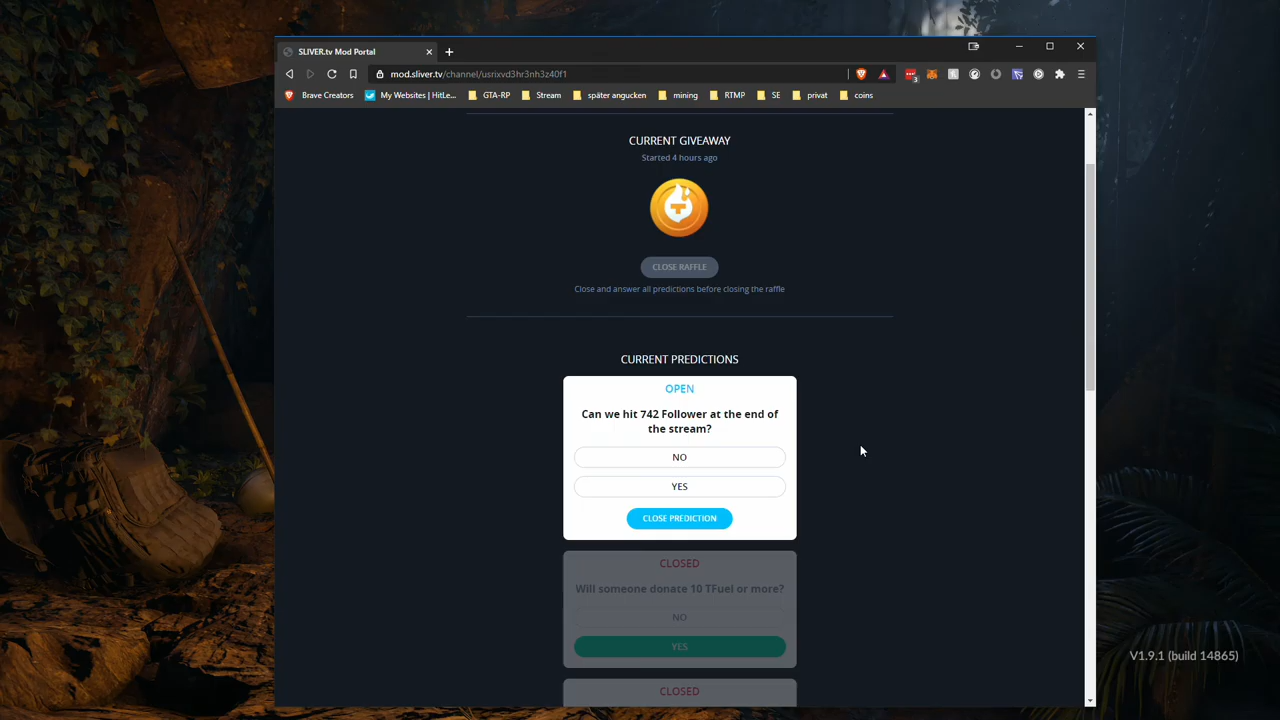 SLIVER.tv Mod Portal
mod.sliver.tv/channel/usrixvd3hr3nh3z40f1
3
Brave Creators
My Websites | HitLe...
GTA-RP
Stream
später angucken
mining
RTMP
SE
privat
coins
CURRENT GIVEAWAY
Started 4 hours ago
CLOSE RAFFLE
Close and answer all predictions before closing the raffle
CURRENT PREDICTIONS
OPEN
Can we hit 742 Follower at the end of
the stream?
NO
YES
CLOSE PREDICTION
CLOSED
Will someone donate 10 TFuel or more?
NO
YES
CLOSED
V1.9.1 (build 14865)